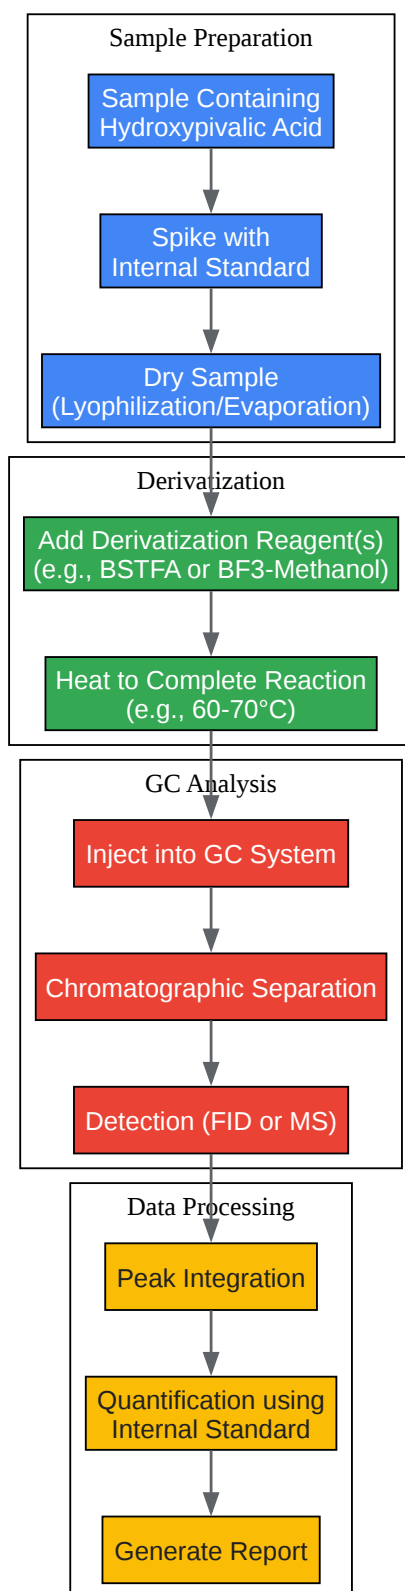 Sample Preparation
Sample Containing
Hydroxypivalic Acid
Spike with
Internal Standard
Dry Sample
(Lyophilization/Evaporation)
Derivatization
Add Derivatization Reagent(s)
(e.g., BSTFA or BF3-Methanol)
Heat to Complete Reaction
(e.g., 60-70°C)
GC Analysis
Inject into GC System
Chromatographic Separation
Detection (FID or MS)
Data Processing
Peak Integration
Quantification using
Internal Standard
Generate Report